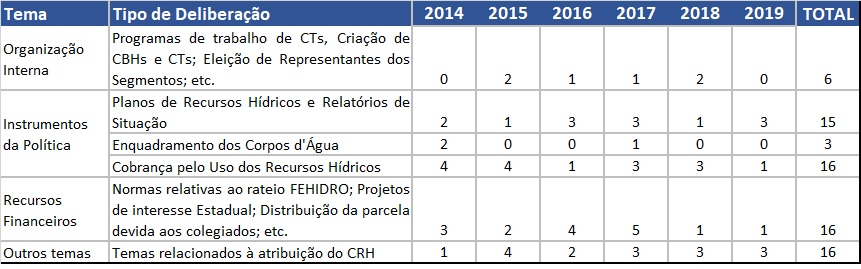 Tema Tipo de Deliberação 2014 2015 2016 2017 2018 2019 TOTAL
Organização Interna Programas de trabalho de CTs, Criação de
CBHs e CTs; Eleição de Representantes dos
Segmentos; etc. 0 2 1 1 2 0 6
Instrumentos da Política Planos de Recursos Hídricos e Relatórios de
Situação 2 1 3 3 1 3 15
Enquadramento dos Corpos d'Água 2 0 0 1 0 0 3
Cobrança pelo Uso dos Recursos Hídricos 4 4 1 3 3 1 16
Recursos Financeiros Normas relativas ao rateio FEHIDRO; Projetos
de interesse Estadual; Distribuição da parcela
devida aos colegiados; etc. 3 2 4 5 1 1 16
Outros temas Temas relacionados à atribuição do CRH 1 4 2 3 3 3 16